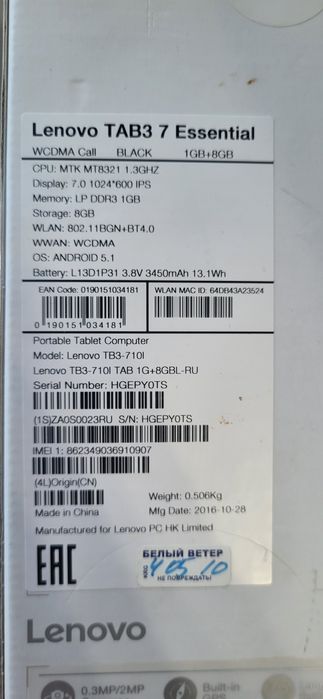 Lenovo TAB3 7 Essential
WCDMA Call BLACK 1GB+8GB
CPU: MTK MT8321 1.3GHZ
Display: 7.0 1024*600 IPS
Memory: LP DDR3 1GB
Storage: 8GB
WLAN: 802.11BGN+BT4.0
WWAN: WCDMA
OS: ANDROID 5.1
Battery: L13D1P31 3.8V 3450mAh 13.1Wh
EAN Code: 0190151034181 WLAN MAC ID: 64DB43A23524
0 190151 034181
Portable Tablet Computer
Model: Lenovo TB3-710I
Lenovo TB3-710I TAB 1G+8GBL-RU
Serial Number: HGEPY0TS
(1S)ZA0S0023RU S/N: HGEPY0TS
IMEI 1: 862349036910907
(4L)Origin(CN)
Weight: 0.506Kg
Made in China Mfg Date: 2016-10-28
Manufactured for Lenovo PC HK Limited
EAC
БЕЛЫЙ ВЕТЕР
НЕ ПОВРЕЖДАТЬ!
Lenovo
0.3MP/2MP Built-in
GPS